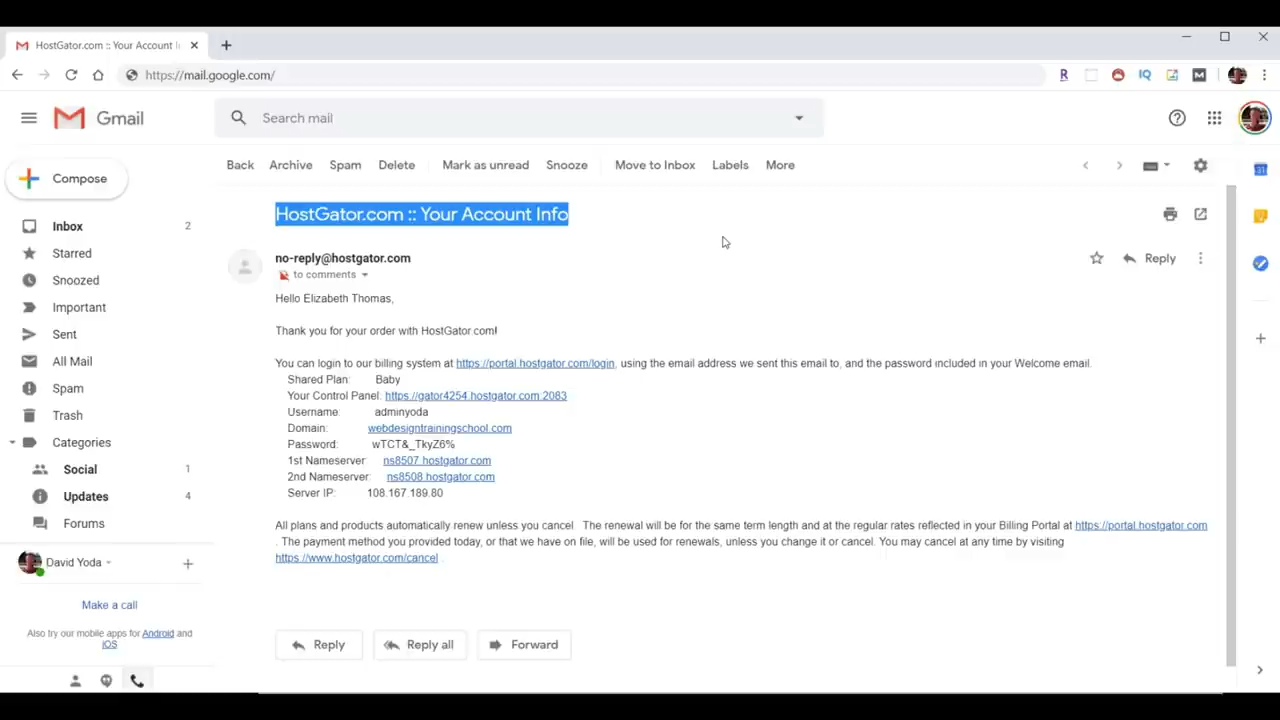 HostGator.com :: Your Account I
https://mail.google.com/
R
IQ
M
Gmail
Search mail
Compose
Back
Archive
Spam
Delete
Mark as unread
Snooze
Move to Inbox
Labels
More
HostGator.com :: Your Account Info
no-reply@hostgator.com
Reply
to comments
Hello Elizabeth Thomas,
Thank you for your order with HostGator.com!
You can login to our billing system at https://portal.hostgator.com/login, using the email address we sent this email to, and the password included in your Welcome email.
Shared Plan: Baby
Your Control Panel: https://gator4254.hostgator.com:2083
Username: adminyoda
Domain: webdesigntrainingschool.com
Password: wTCT&_TkyZ6%
1st Nameserver: ns8507.hostgator.com
2nd Nameserver: ns8508.hostgator.com
Server IP: 108.167.189.80
All plans and products automatically renew unless you cancel. The renewal will be for the same term length and at the regular rates reflected in your Billing Portal at https://portal.hostgator.com
. The payment method you provided today, or that we have on file, will be used for renewals, unless you change it or cancel. You may cancel at any time by visiting
https://www.hostgator.com/cancel
Reply
Reply all
Forward
Inbox 2
Starred
Snoozed
Important
Sent
All Mail
Spam
Trash
Categories
Social 1
Updates 4
Forums
David Yoda
Make a call
Also try our mobile apps for Android and
iOS